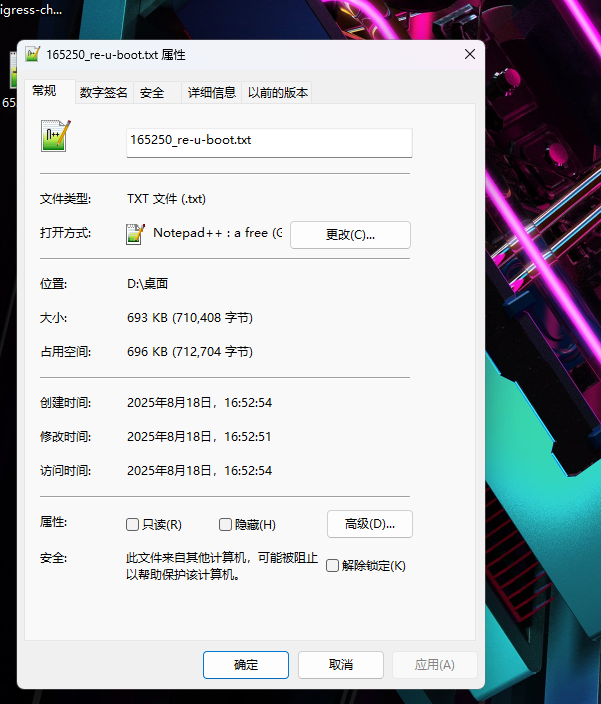 igress-ch...
65
165250_re-u-boot.txt 属性
常规 数字签名 安全 详细信息 以前的版本
165250_re-u-boot.txt
文件类型: TXT 文件 (.txt)
打开方式: Notepad++ : a free (G 更改(C)...
位置: D:\桌面
大小: 693 KB (710,408 字节)
占用空间: 696 KB (712,704 字节)
创建时间: 2025年8月18日，16:52:54
修改时间: 2025年8月18日，16:52:51
访问时间: 2025年8月18日，16:52:54
属性: 只读(R) 隐藏(H) 高级(D)...
安全: 此文件来自其他计算机，可能被阻止
以帮助保护该计算机。 解除锁定(K)
确定 取消 应用(A)